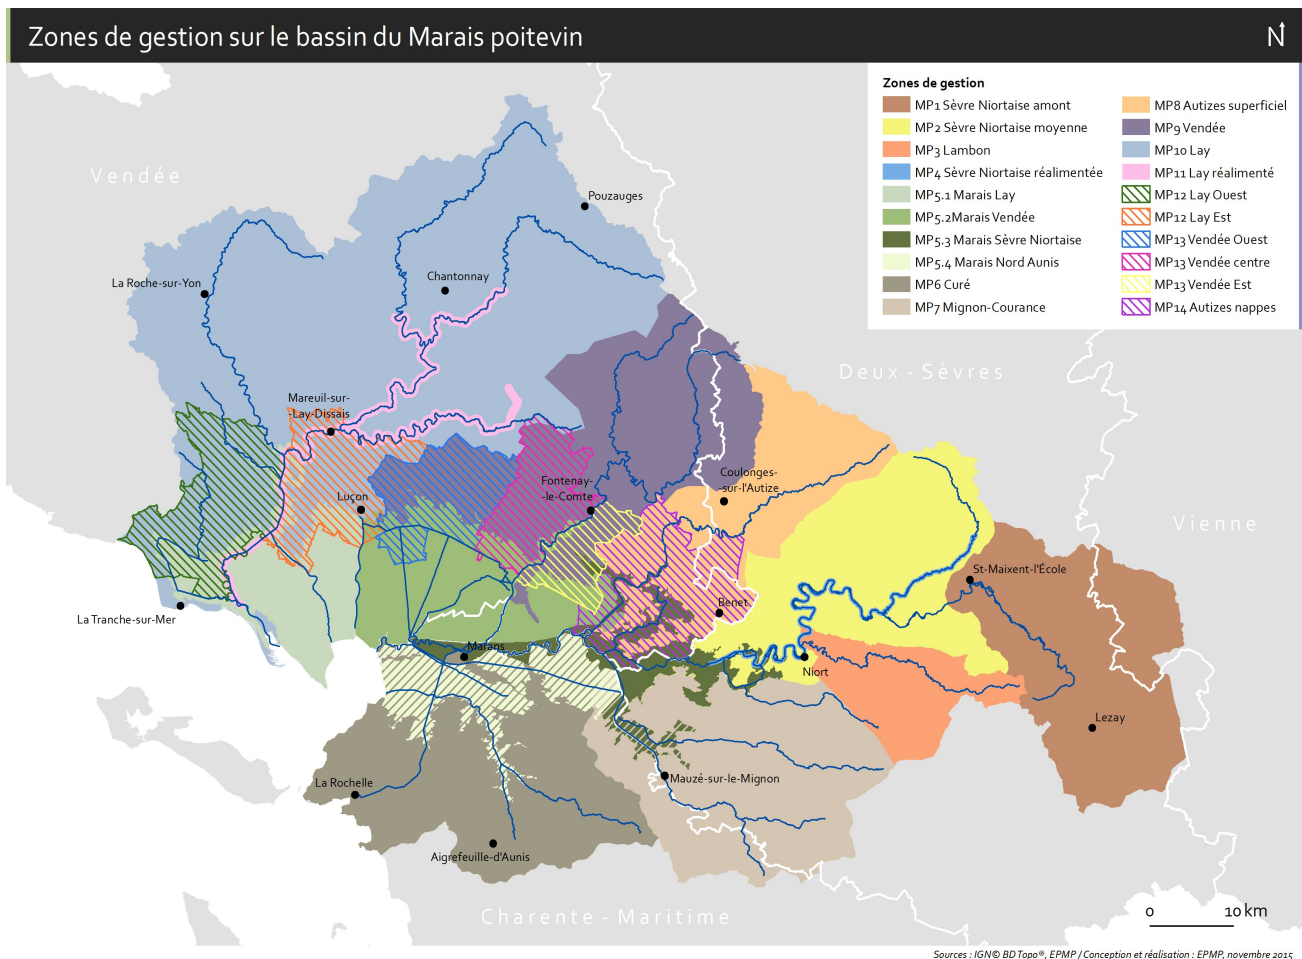 Zones de gestion sur le bassin du Marais poitevin
N
Zones de gestion
MP1 Sèvre Niortaise amont
MP2 Sèvre Niortaise moyenne
MP3 Lambon
MP4 Sèvre Niortaise réalimentée
MP5.1 Marais Lay
MP5.2Marais Vendée
MP5.3 Marais Sèvre Niortaise
MP5.4 Marais Nord Aunis
MP6 Curé
MP7 Mignon-Courance
MP8 Autizes superficiel
MP9 Vendée
MP10 Lay
MP11 Lay réalimenté
MP12 Lay Ouest
MP12 Lay Est
MP13 Vendée Ouest
MP13 Vendée centre
MP13 Vendée Est
MP14 Autizes nappes
Vendée
Pouzauges
La Roche-sur-Yon
Chantonnay
Deux - Sèvres
Mareuil-sur-
-Lay-Dissais
Coulonges-
-sur-l'Autize
Fontenay-
-le-Comte
Luçon
Vienne
St-Maixent-l'École
Benet
La Tranche-sur-Mer
Marans
Niort
Lezay
La Rochelle
Mauzé-sur-le-Mignon
Aigrefeuille-d'Aunis
Charente - Maritime
0 10 km
Sources : IGN© BD Topo®, EPMP / Conception et réalisation : EPMP, novembre 2015